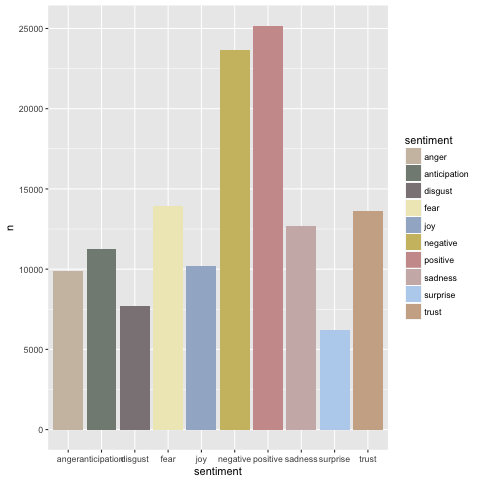 25000
20000
15000
10000
5000
0
n
anger anticipation disgust fear joy negative positive sadness surprise trust
sentiment
sentiment
anger
anticipation
disgust
fear
joy
negative
positive
sadness
surprise
trust